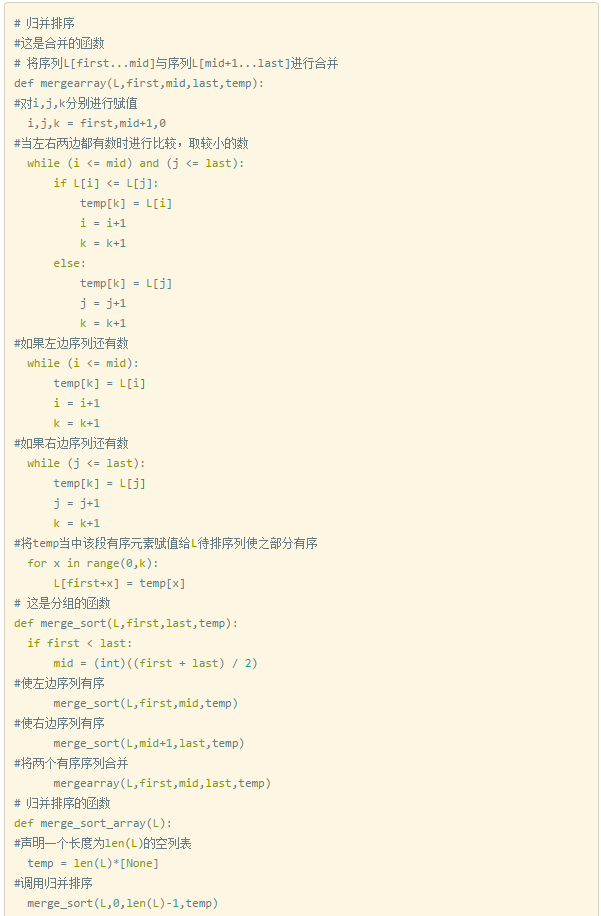 # 归并排序
#这是合并的函数
# 将序列L[first...mid]与序列L[mid+1...last]进行合并
def mergearray(L,first,mid,last,temp):
#对i,j,k分别进行赋值
  i,j,k = first,mid+1,0
#当左右两边都有数时进行比较，取较小的数
  while (i <= mid) and (j <= last):
      if L[i] <= L[j]:
          temp[k] = L[i]
          i = i+1
          k = k+1
      else:
          temp[k] = L[j]
          j = j+1
          k = k+1
#如果左边序列还有数
  while (i <= mid):
      temp[k] = L[i]
      i = i+1
      k = k+1
#如果右边序列还有数
  while (j <= last):
      temp[k] = L[j]
      j = j+1
      k = k+1
#将temp当中该段有序元素赋值给L待排序列使之部分有序
  for x in range(0,k):
      L[first+x] = temp[x]
# 这是分组的函数
def merge_sort(L,first,last,temp):
  if first < last:
      mid = (int)((first + last) / 2)
#使左边序列有序
      merge_sort(L,first,mid,temp)
#使右边序列有序
      merge_sort(L,mid+1,last,temp)
#将两个有序序列合并
      mergearray(L,first,mid,last,temp)
# 归并排序的函数
def merge_sort_array(L):
#声明一个长度为len(L)的空列表
  temp = len(L)*[None]
#调用归并排序
  merge_sort(L,0,len(L)-1,temp)